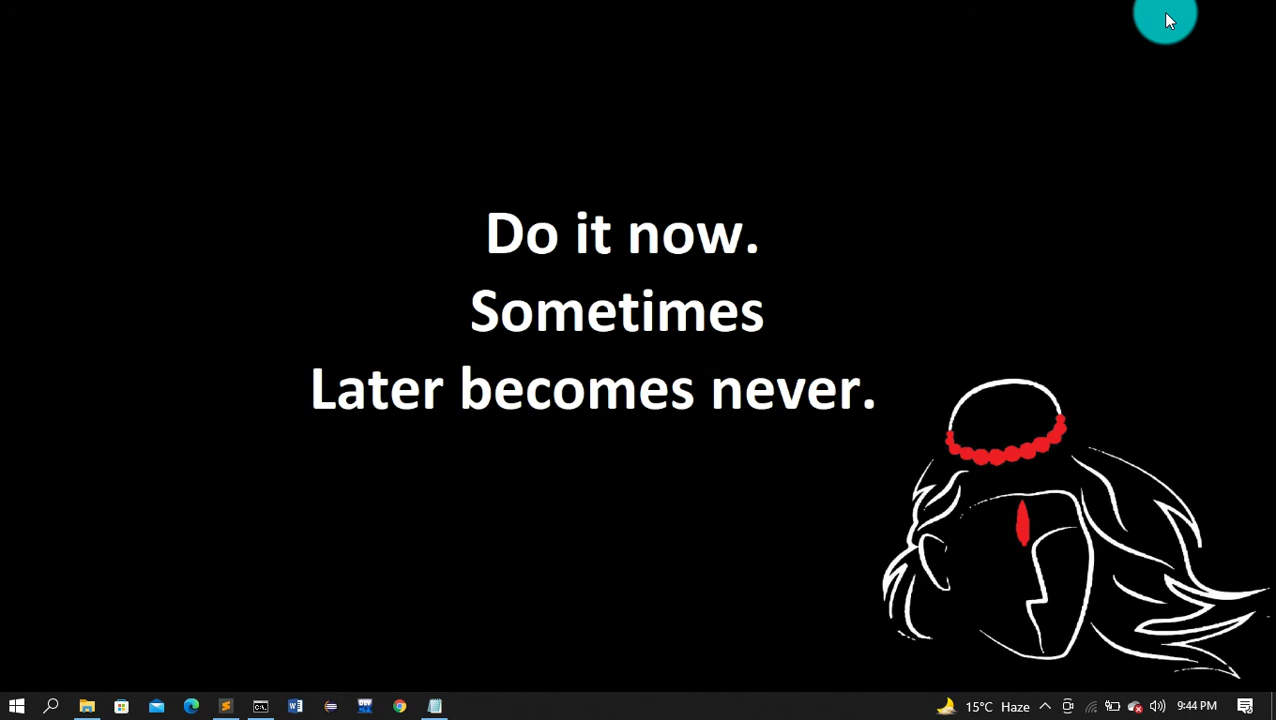 Do it now.
Sometimes
Later becomes never.
15°C Haze 9:44 PM